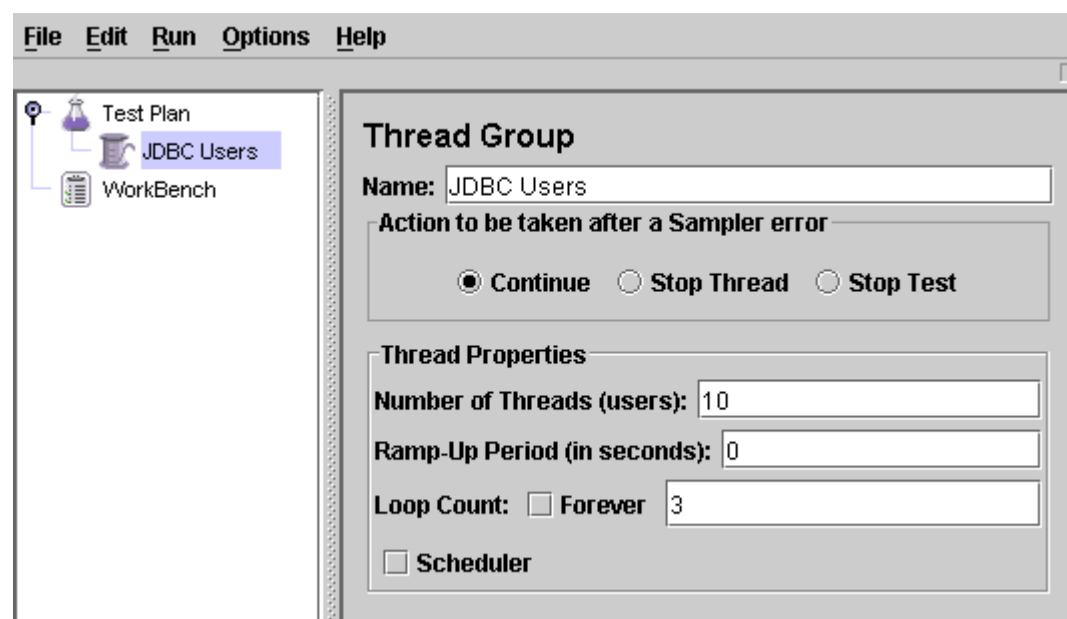 File Edit Run Options Help
Test Plan
JDBC Users
WorkBench
Thread Group
Name: JDBC Users
Action to be taken after a Sampler error
Continue Stop Thread Stop Test
Thread Properties
Number of Threads (users): 10
Ramp-Up Period (in seconds): 0
Loop Count: Forever 3
Scheduler